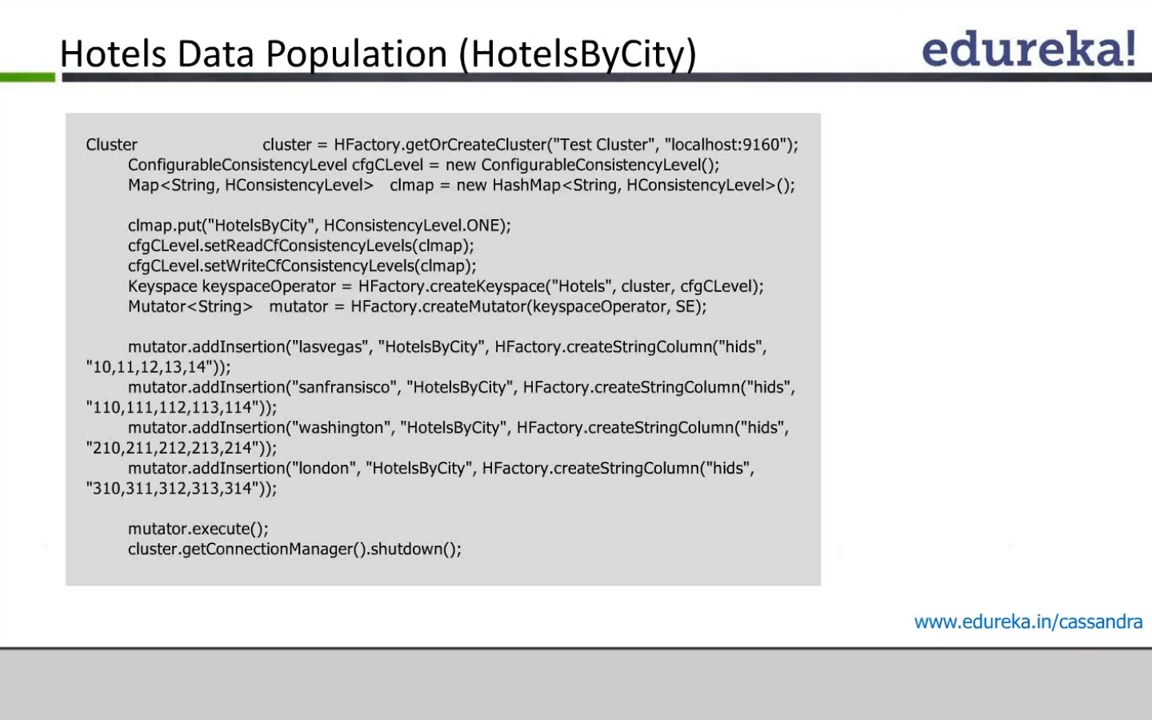 Hotels Data Population (HotelsByCity)
edureka!
Cluster cluster = HFactory.getOrCreateCluster("Test Cluster", "localhost:9160");
ConfigurableConsistencyLevel cfgCLevel = new ConfigurableConsistencyLevel();
Map<String, HConsistencyLevel> clmap = new HashMap<String, HConsistencyLevel>();
clmap.put("HotelsByCity", HConsistencyLevel.ONE);
cfgCLevel.setReadCfConsistencyLevels(clmap);
cfgCLevel.setWriteCfConsistencyLevels(clmap);
Keyspace keyspaceOperator = HFactory.createKeyspace("Hotels", cluster, cfgCLevel);
Mutator<String> mutator = HFactory.createMutator(keyspaceOperator, SE);
mutator.addInsertion("lasvegas", "HotelsByCity", HFactory.createStringColumn("hids",
"10,11,12,13,14"));
mutator.addInsertion("sanfransisco", "HotelsByCity", HFactory.createStringColumn("hids",
"110,111,112,113,114"));
mutator.addInsertion("washington", "HotelsByCity", HFactory.createStringColumn("hids",
"210,211,212,213,214"));
mutator.addInsertion("london", "HotelsByCity", HFactory.createStringColumn("hids",
"310,311,312,313,314"));
mutator.execute();
cluster.getConnectionManager().shutdown();
www.edureka.in/cassandra